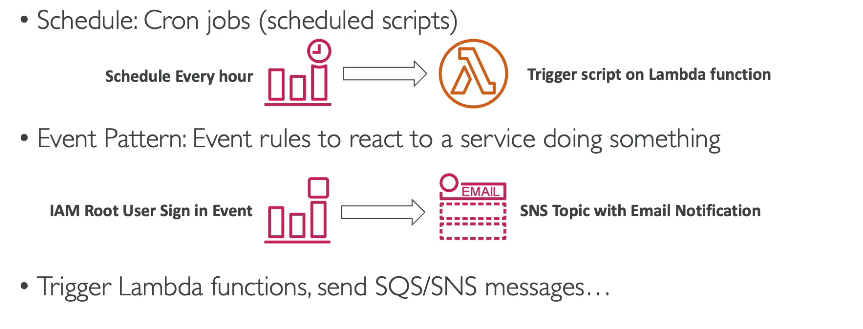 • Schedule: Cron jobs (scheduled scripts)
Schedule Every hour
Trigger script on Lambda function
• Event Pattern: Event rules to react to a service doing something
IAM Root User Sign in Event
EMAIL
SNS Topic with Email Notification
• Trigger Lambda functions, send SQS/SNS messages…